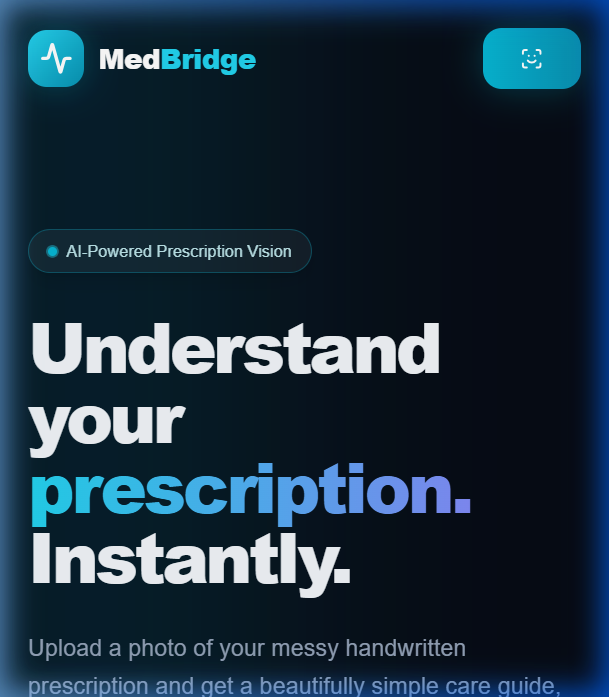 MedBridge
AI-Powered Prescription Vision
Understand
your
prescription.
Instantly.
Upload a photo of your messy handwritten
prescription and get a beautifully simple care guide,